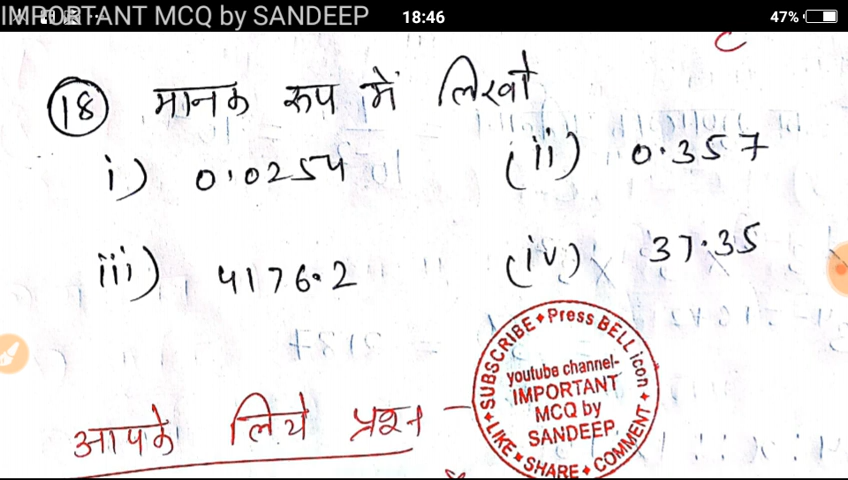 IMPORTANT MCQ by SANDEEP 18:46 47%
18 मानक रूप में लिखो
i) 0.0254 (ii) 0.357
iii) 4176.2 (iv) 37.35
SUBSCRIBE Press BELL icon
youtube channel-
IMPORTANT
MCQ by
SANDEEP
LIKE SHARE COMMENT
आपके लिये प्रश्न -